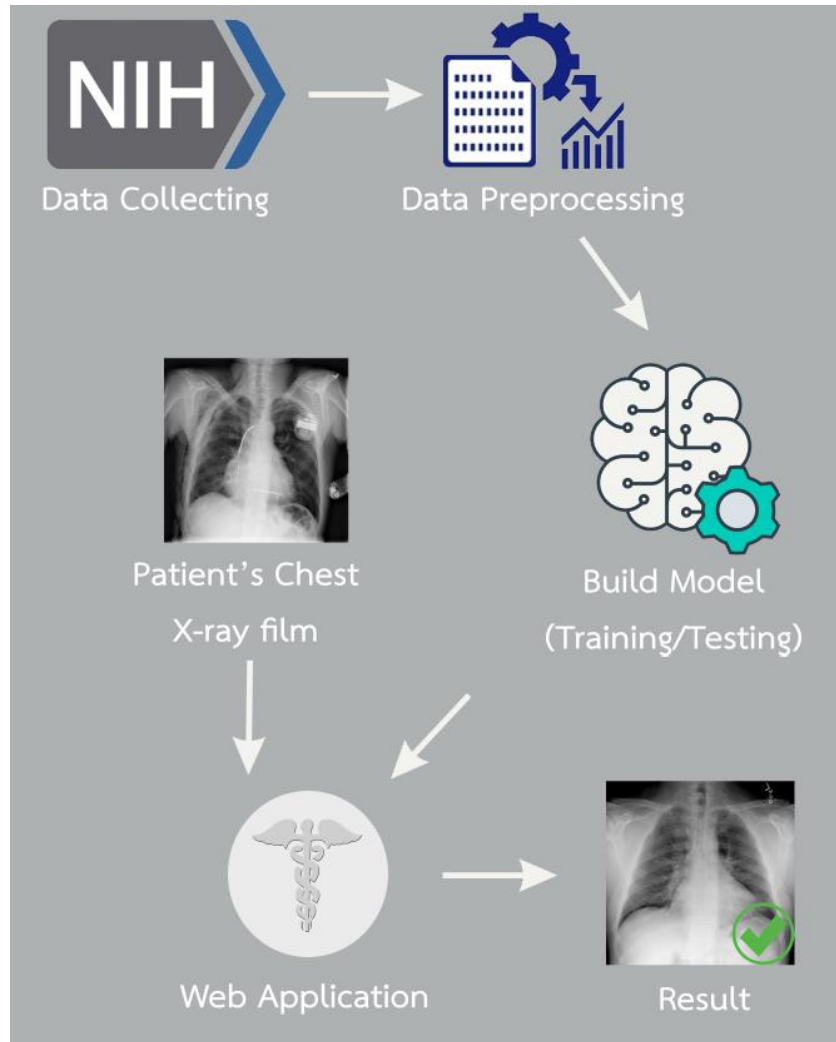 NIH
Data Collecting
Data Preprocessing
Patient's Chest
X-ray film
Build Model
(Training/Testing)
Web Application
Result